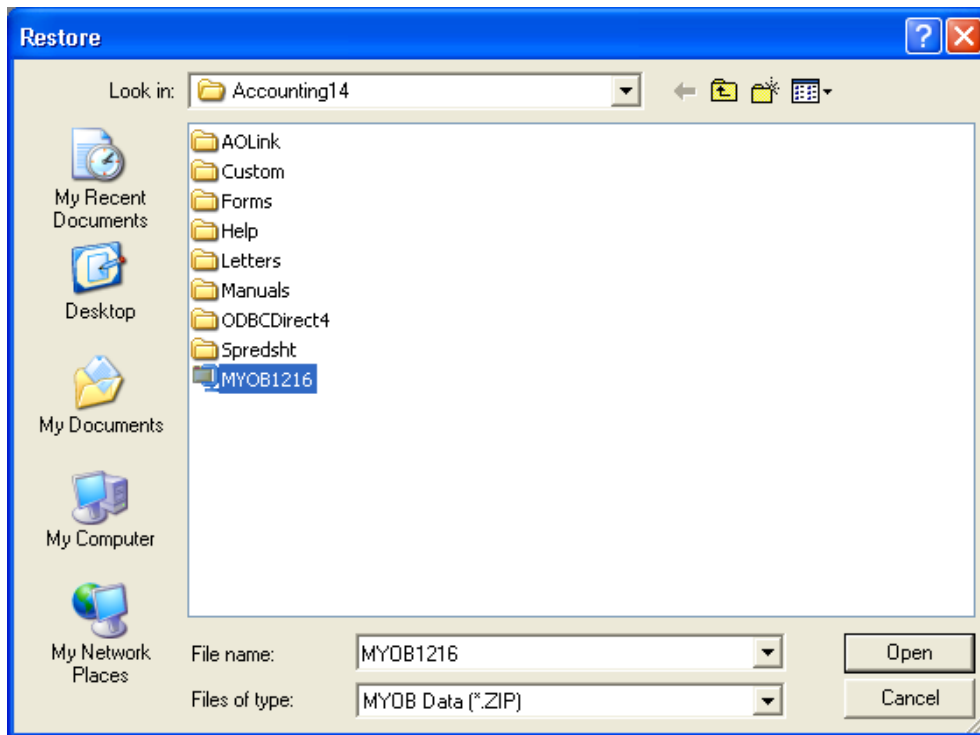 Restore
Look in: Accounting14
My Recent
Documents
Desktop
My Documents
My Computer
My Network
Places
AOLink
Custom
Forms
Help
Letters
Manuals
ODBCDirect4
Spredsht
MYOB1216
File name: MYOB1216 Open
Files of type: MYOB Data (*.ZIP) Cancel